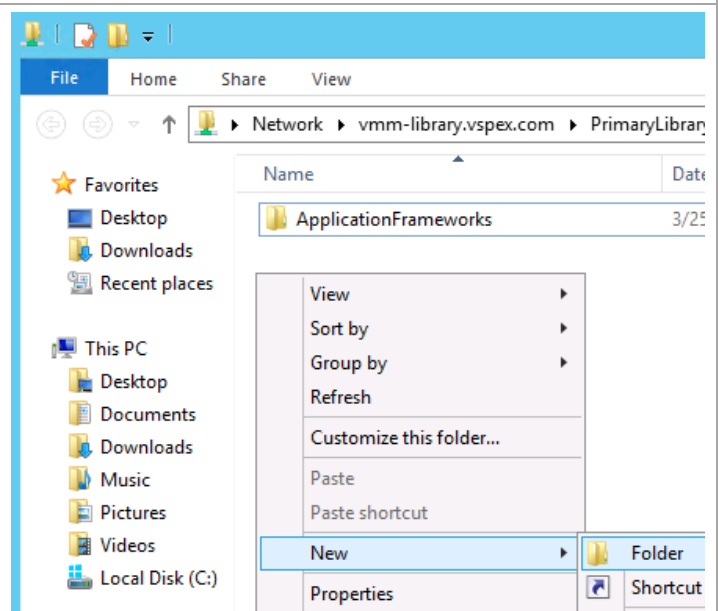 File Home Share View
Network vmm-library.vspex.com PrimaryLibrary
Name Date
Favorites
Desktop
Downloads
Recent places
This PC
Desktop
Documents
Downloads
Music
Pictures
Videos
Local Disk (C:)
ApplicationFrameworks 3/25
View
Sort by
Group by
Refresh
Customize this folder...
Paste
Paste shortcut
New
Properties
Folder
Shortcut